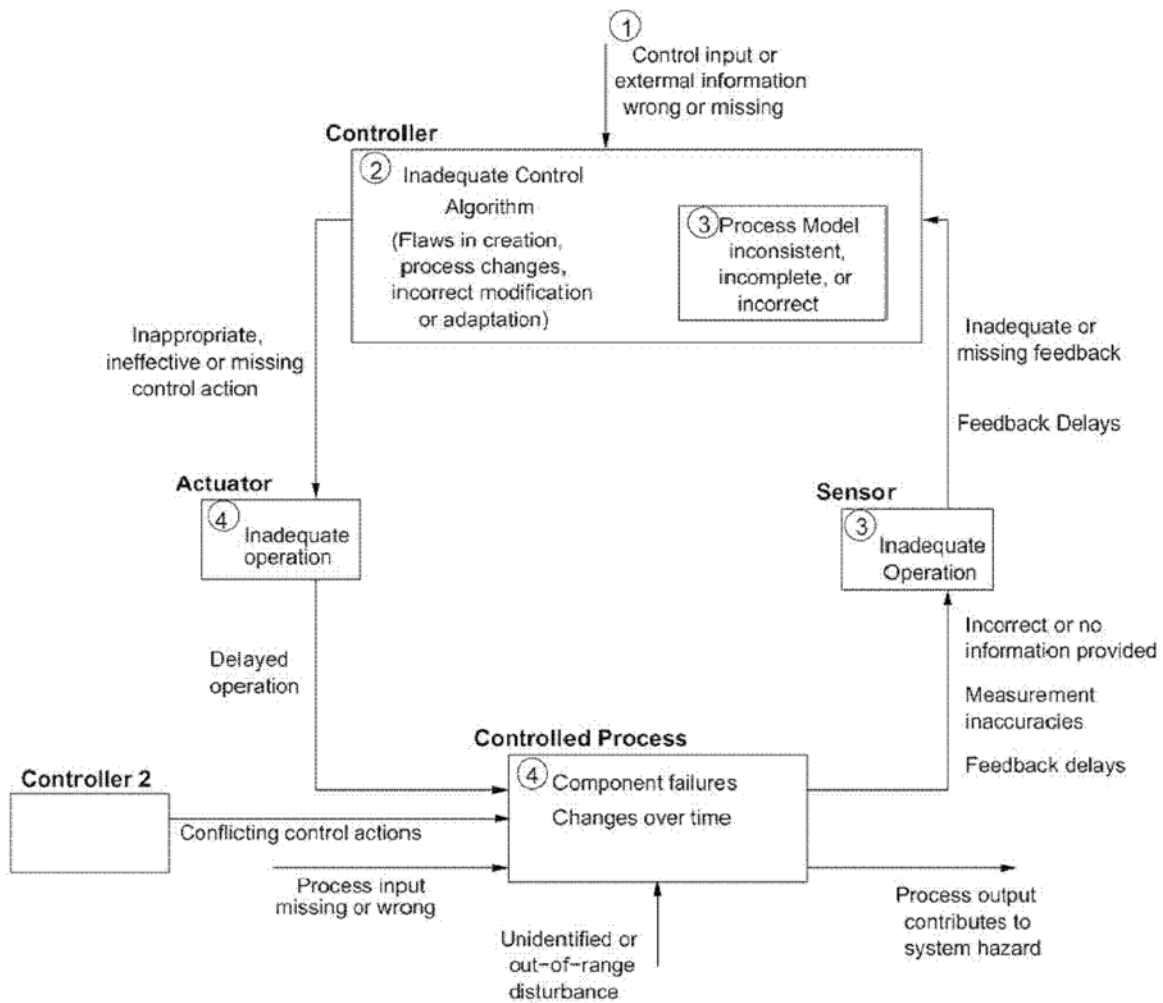 1
Control input or
extermal information
wrong or missing
Controller
2
Inadequate Control
Algorithm
(Flaws in creation,
process changes,
incorrect modification
or adaptation)
3
Process Model
inconsistent,
incomplete, or
incorrect
Inappropriate,
ineffective or missing
control action
Inadequate or
missing feedback
Feedback Delays
Actuator
4
Inadequate
operation
Sensor
3
Inadequate
Operation
Delayed
operation
Incorrect or no
information provided
Measurement
inaccuracies
Feedback delays
Controlled Process
4
Component failures
Changes over time
Controller 2
Conflicting control actions
Process input
missing or wrong
Unidentified or
out-of-range
disturbance
Process output
contributes to
system hazard